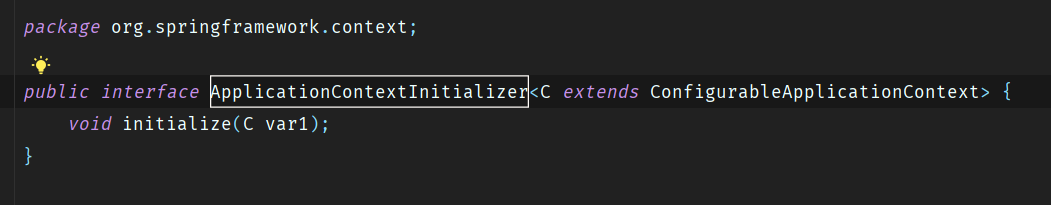 package org.springframework.context;
public interface ApplicationContextInitializer<C extends ConfigurableApplicationContext> {
    void initialize(C var1);
}